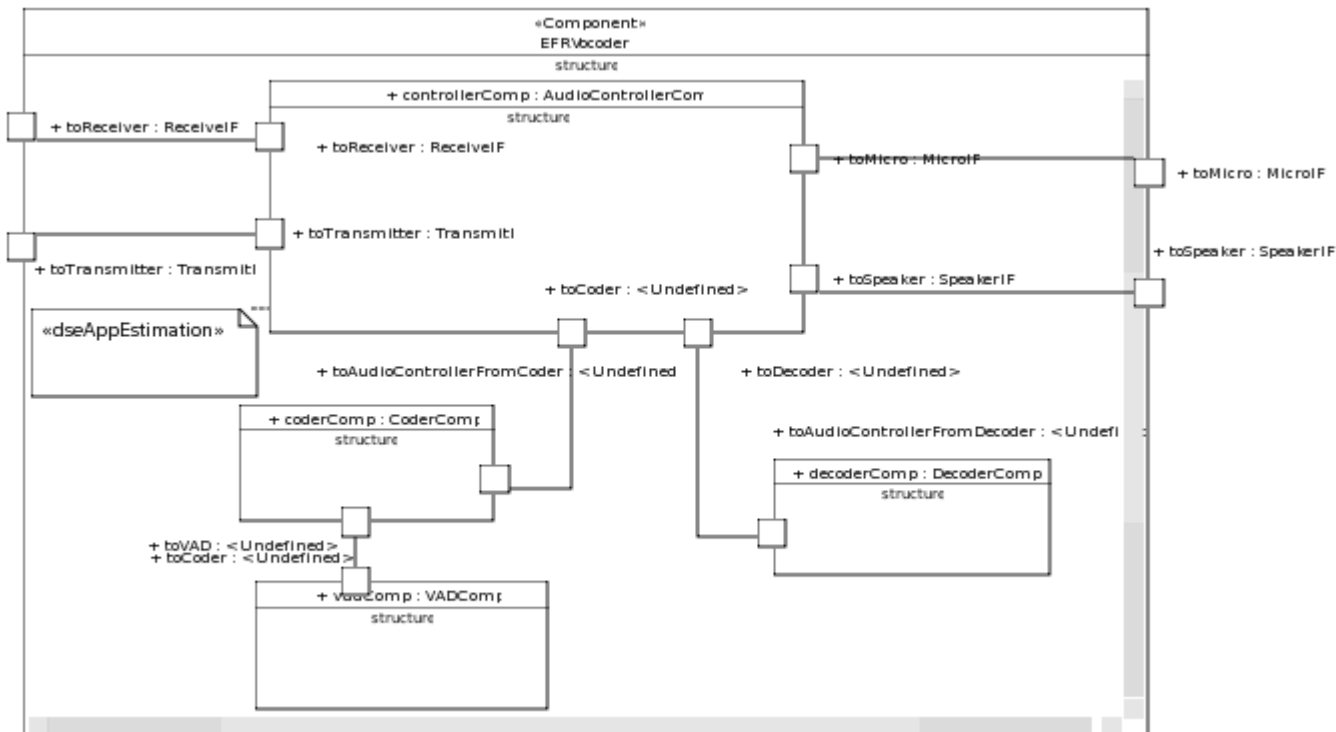 «Component»
EFRVocoder
structure
+ controllerComp : AudioControllerCom
structure
+ toReceiver : ReceiveIF
+ toReceiver : ReceiveIF
+ toMicro : MicroIF
+ toMicro : MicroIF
+ toTransmitter : TransmitI
+ toSpeaker : SpeakerIF
+ toTransmitter : TransmitI
+ toSpeaker : SpeakerIF
+ toCoder : <Undefined>
«dseAppEstimation»
+ toAudioControllerFromCoder : <Undefined
+ toDecoder : <Undefined>
+ coderComp : CoderComp
structure
+ toAudioControllerFromDecoder : <Undefi
+ decoderComp : DecoderComp
structure
+ toVAD : <Undefined>
+ toCoder : <Undefined>
+ vadComp : VADComp
structure